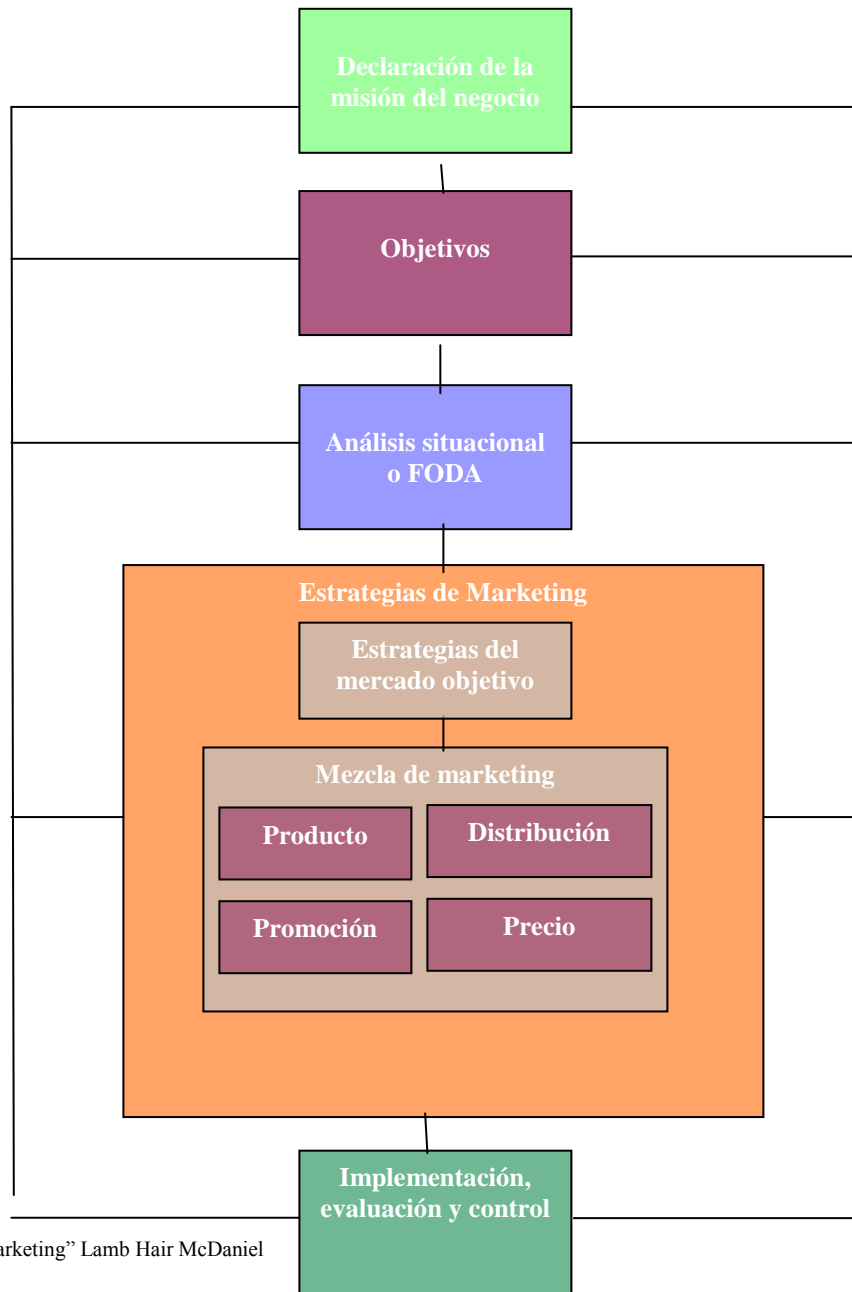 Declaración de la
misión del negocio
Objetivos
Análisis situacional
o FODA
Estrategias de Marketing
Estrategias del
mercado objetivo
Mezcla de marketing
Producto
Distribución
Promoción
Precio
Implementación,
evaluación y control
arketing” Lamb Hair McDaniel